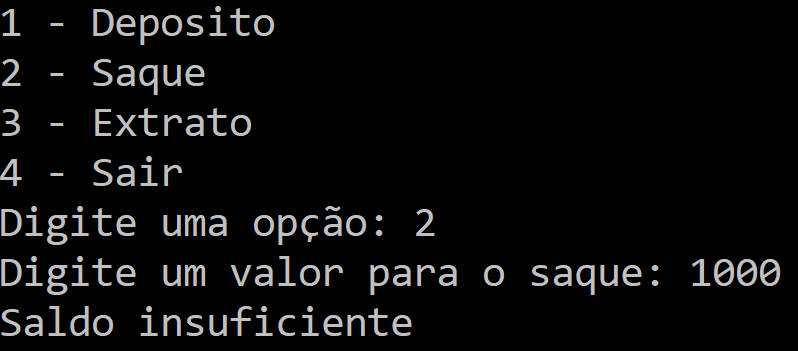 1 - Deposito
2 - Saque
3 - Extrato
4 - Sair
Digite uma opção: 2
Digite um valor para o saque: 1000
Saldo insuficiente